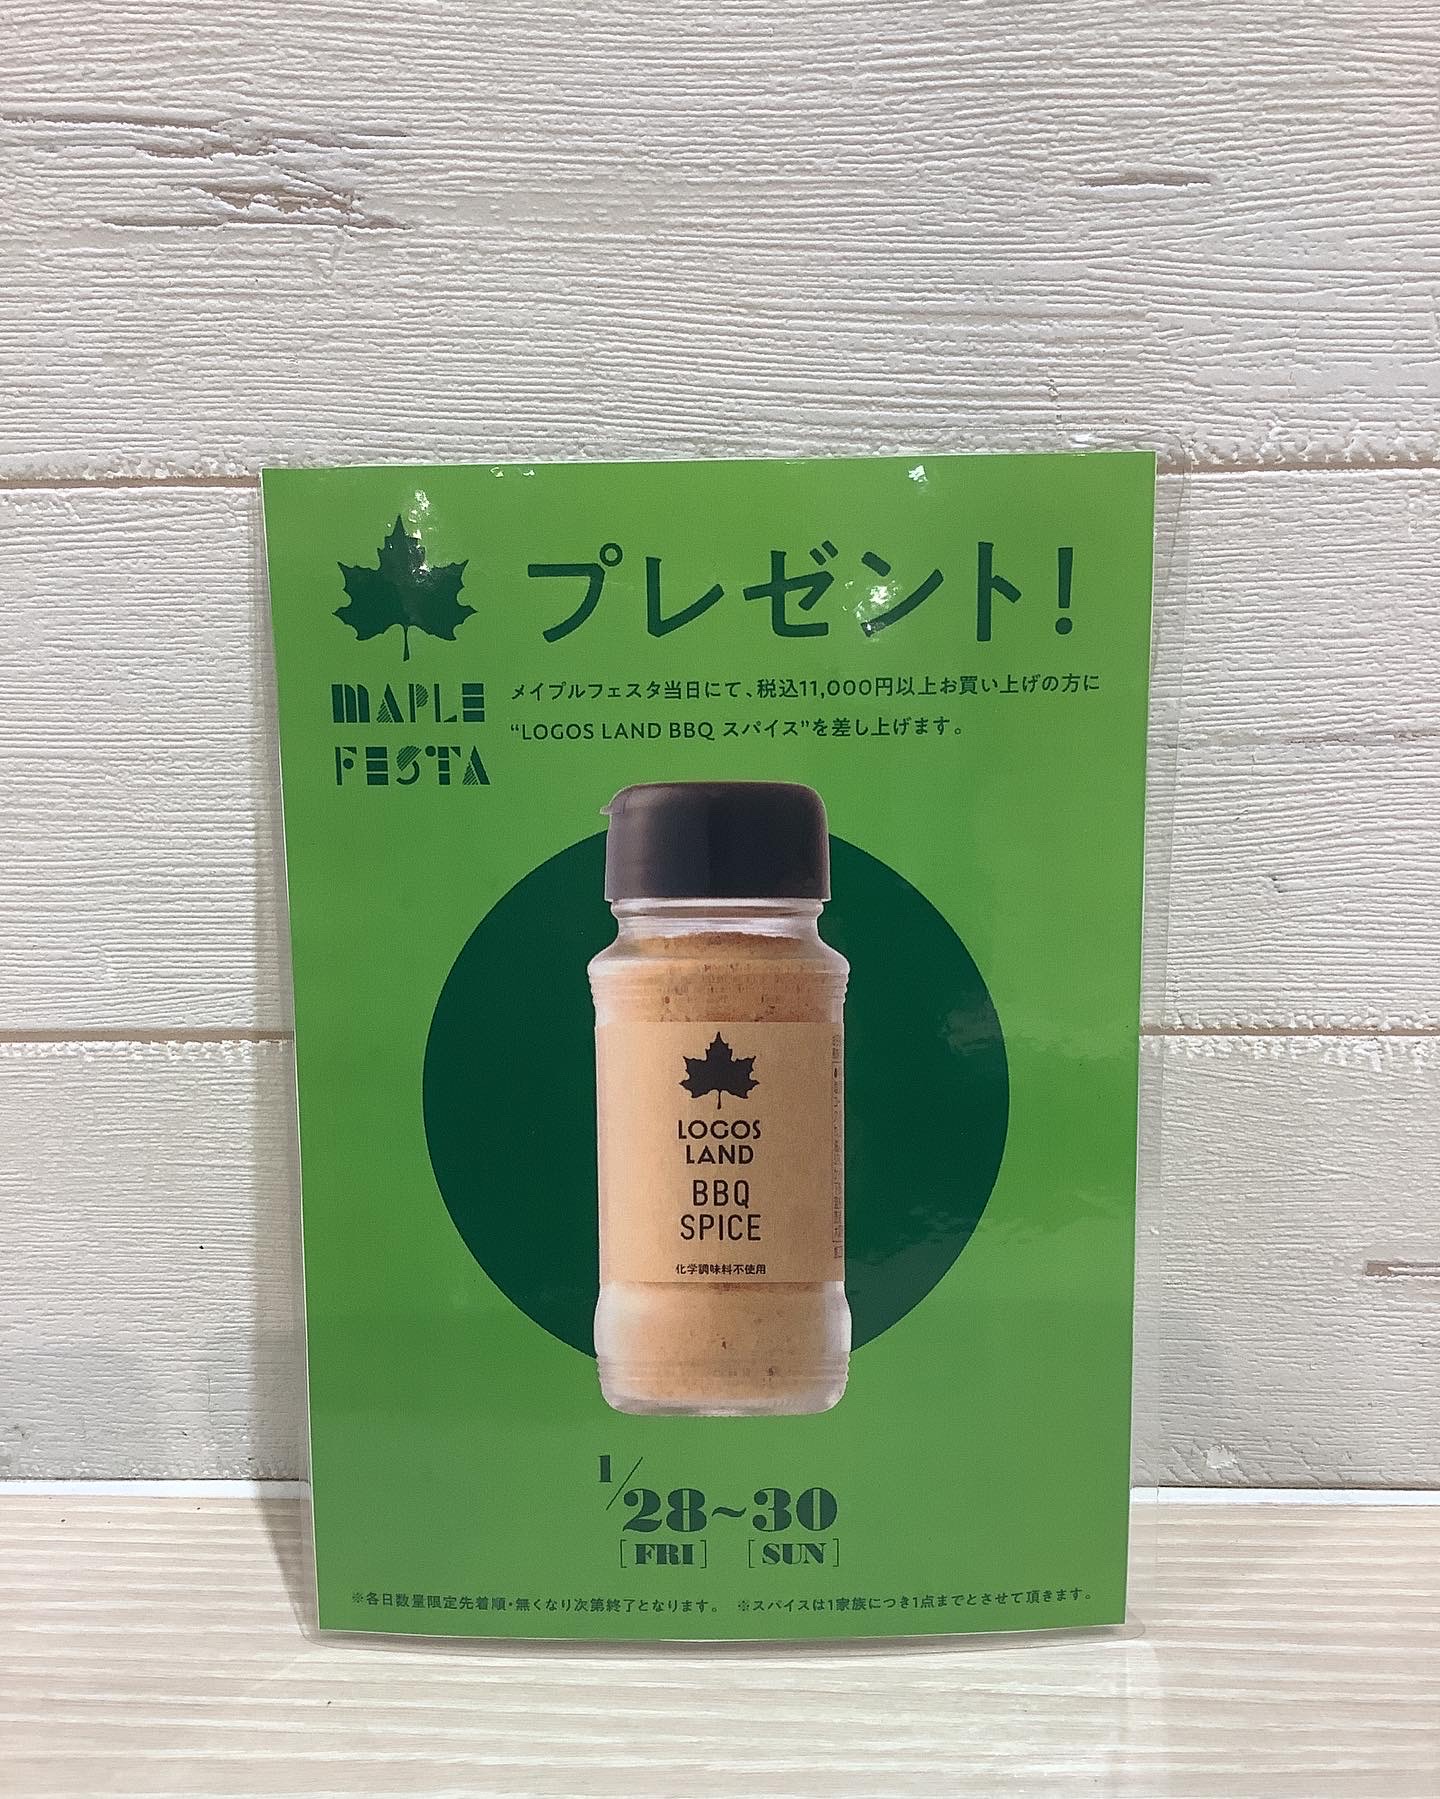 プレゼント!
MAPLE
FESTA
メイプルフェスタ当日にて、税込11,000円以上お買い上げの方に
“LOGOS LAND BBQ スパイス”を差し上げます。
LOGOS
LAND
BBQ
SPICE
化学調味料不使用
1/28~30
[FRI] [SUN]
※各日数量限定先着順・無くなり次第終了となります。 ※スパイスは1家族につき1点までとさせて頂きます。